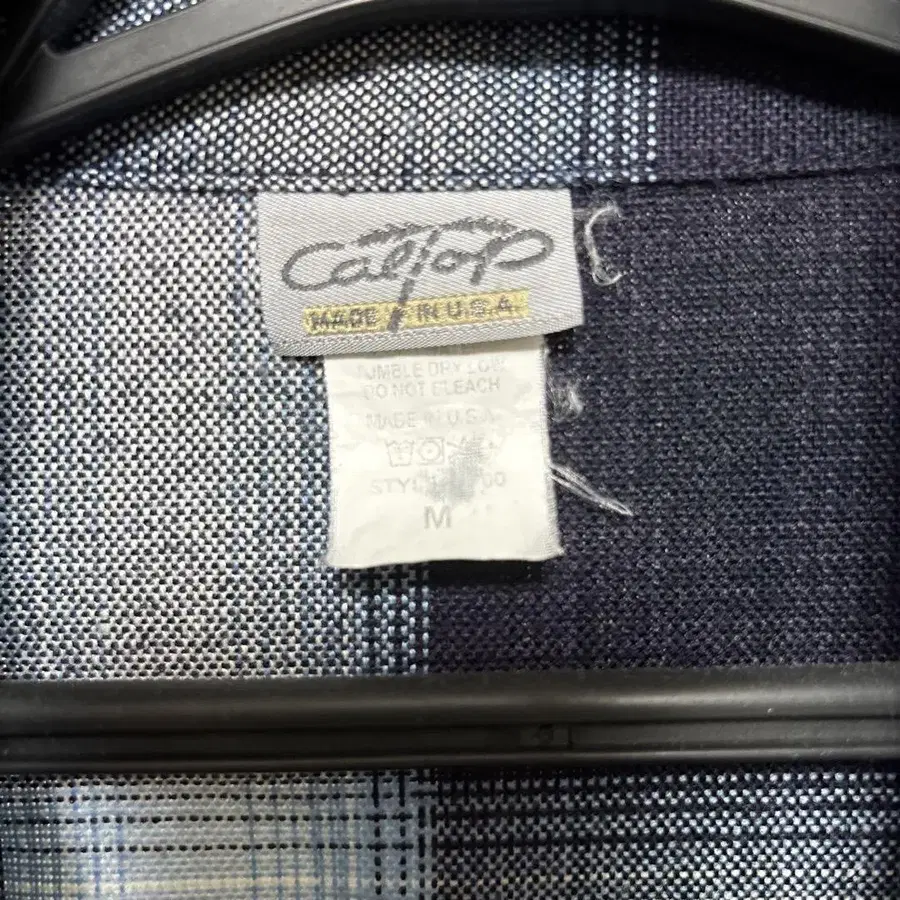 CalTop
MADE IN U.S.A.
TUMBLE DRY LOW
DO NOT BLEACH
MADE IN U.S.A
M